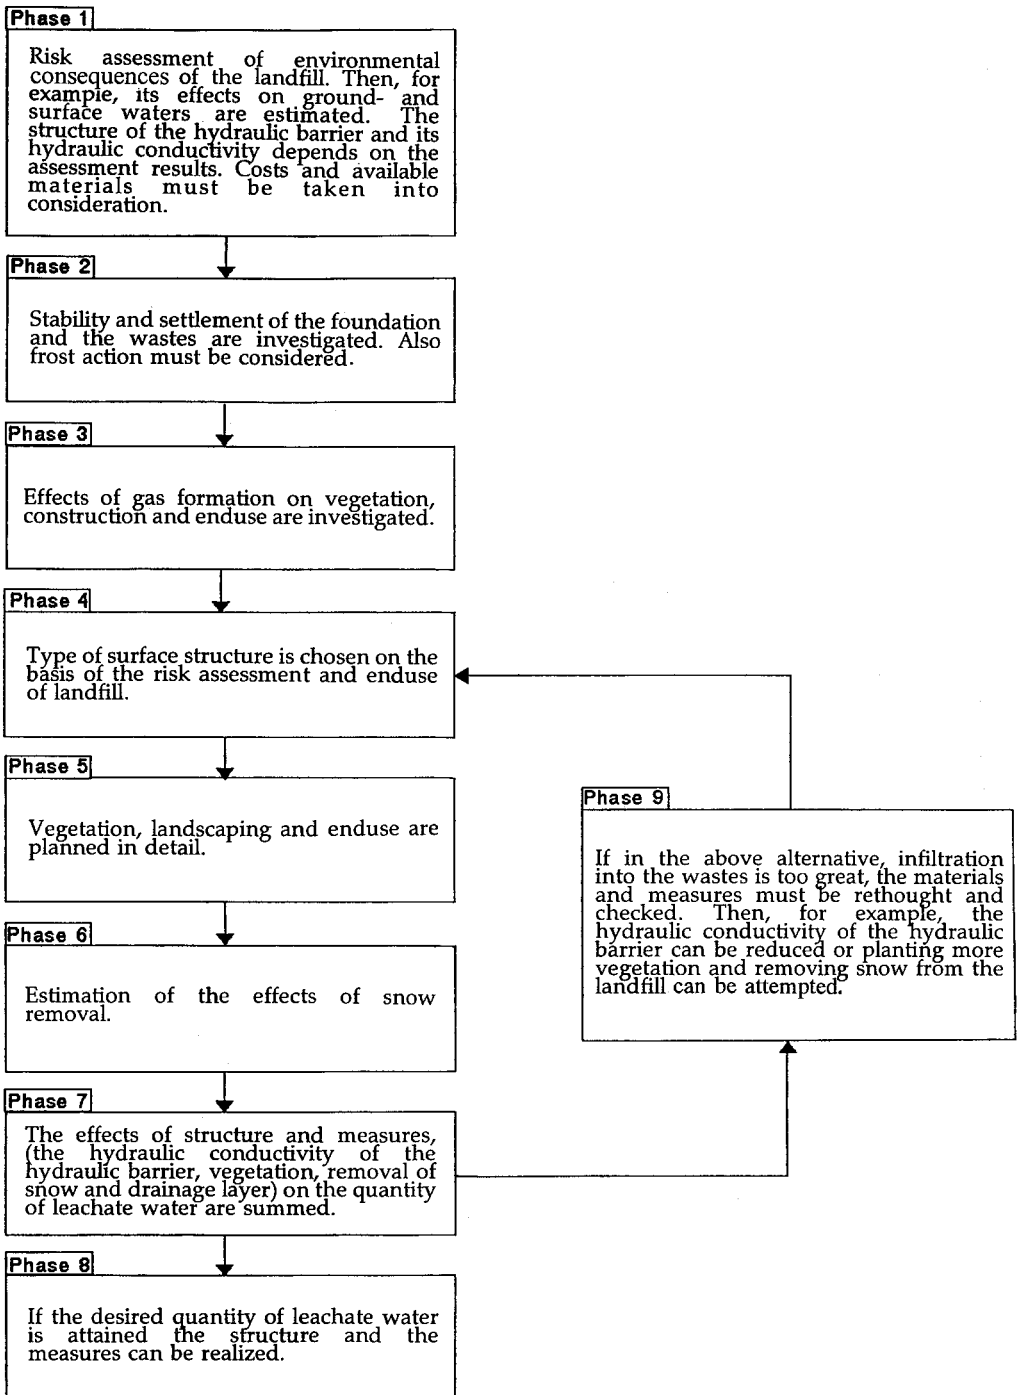 Phase 1
Risk assessment of environmental
consequences of the landfill. Then, for
example, its effects on ground- and
surface waters are estimated. The
structure of the hydraulic barrier and its
hydraulic conductivity depends on the
assessment results. Costs and available
materials must be taken into
consideration.
Phase 2
Stability and settlement of the foundation
and the wastes are investigated. Also
frost action must be considered.
Phase 3
Effects of gas formation on vegetation,
construction and enduse are investigated.
Phase 4
Type of surface structure is chosen on the
basis of the risk assessment and enduse
of landfill.
Phase 5
Vegetation, landscaping and enduse are
planned in detail.
Phase 6
Estimation of the effects of snow
removal.
Phase 7
The effects of structure and measures,
(the hydraulic conductivity of the
hydraulic barrier, vegetation, removal of
snow and drainage layer) on the quantity
of leachate water are summed.
Phase 8
If the desired quantity of leachate water
is attained the structure and the
measures can be realized.
Phase 9
If in the above alternative, infiltration
into the wastes is too great, the materials
and measures must be rethought and
checked. Then, for example, the
hydraulic conductivity of the hydraulic
barrier can be reduced or planting more
vegetation and removing snow from the
landfill can be attempted.